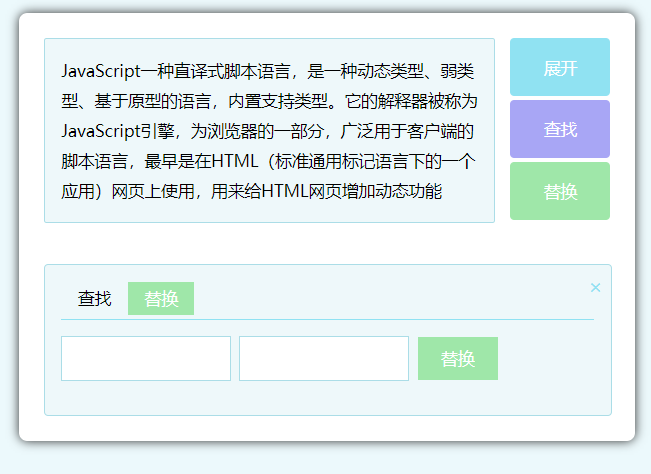 JavaScript一种直译式脚本语言，是一种动态类型、弱类
型、基于原型的语言，内置支持类型。它的解释器被称为
JavaScript引擎，为浏览器的一部分，广泛用于客户端的
脚本语言，最早是在HTML（标准通用标记语言下的一个
应用）网页上使用，用来给HTML网页增加动态功能
展开
查找
替换
查找 替换 ×
替换